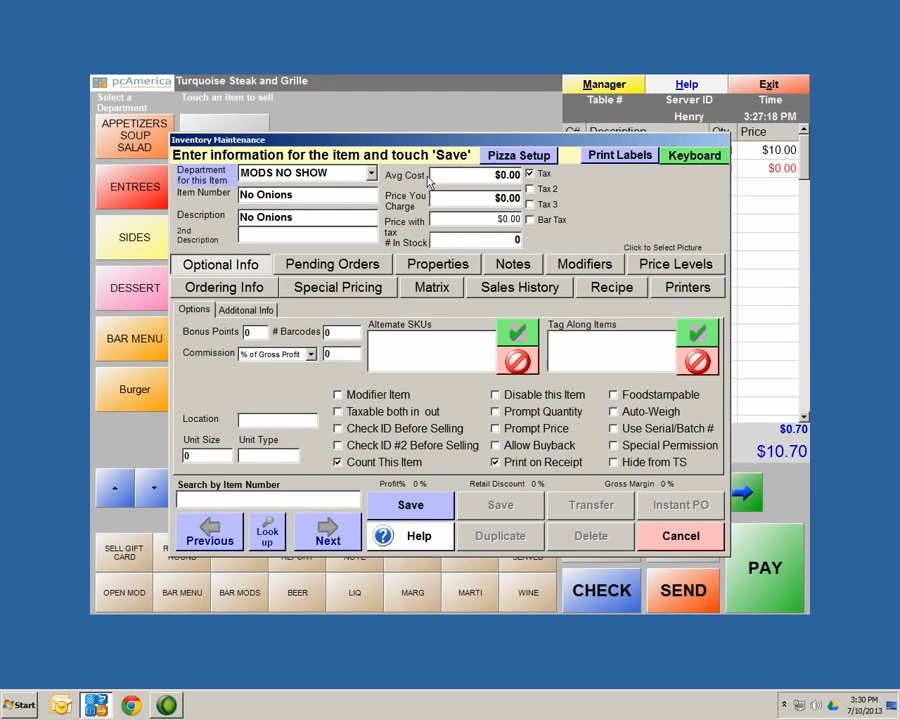 pcAmerica Turquoise Steak and Grille
Manager Help Exit
Select a Department
Touch an item to sell
Table # Server ID Time
Henry 3:27:18 PM
C# Description Qty Price
$10.00
$0.00
APPETIZERS
SOUP
SALAD
ENTREES
SIDES
DESSERT
BAR MENU
Burger
Inventory Maintenance
Enter information for the item and touch 'Save' Pizza Setup Print Labels Keyboard
Department for this Item MODS NO SHOW
Item Number No Onions
Description No Onions
2nd Description
Avg Cost $0.00 Tax
Price You Charge $0.00 Tax 2
Tax 3
Price with tax $0.00 Bar Tax
# In Stock 0
Click to Select Picture
Optional Info Pending Orders Properties Notes Modifiers Price Levels
Ordering Info Special Pricing Matrix Sales History Recipe Printers
Options Additonal Info
Bonus Points 0 # Barcodes 0
Commission % of Gross Profit 0
Alternate SKUs
Tag Along Items
Location
Unit Size Unit Type
0
Modifier Item Disable this Item Foodstampable
Taxable both in out Prompt Quantity Auto-Weigh
Check ID Before Selling Prompt Price Use Serial/Batch #
Check ID #2 Before Selling Allow Buyback Special Permission
Count This Item Print on Receipt Hide from TS
Search by Item Number
Profit% 0 % Retail Discount 0 % Gross Margin 0 %
Save Save Transfer Instant PO
Previous Look up Next Help Duplicate Delete Cancel
$0.70
$10.70
SELL GIFT CARD
OPEN MOD BAR MENU BAR MODS BEER LIQ MARG MARTI WINE
CHECK SEND PAY
Start
3:30 PM
7/10/2013